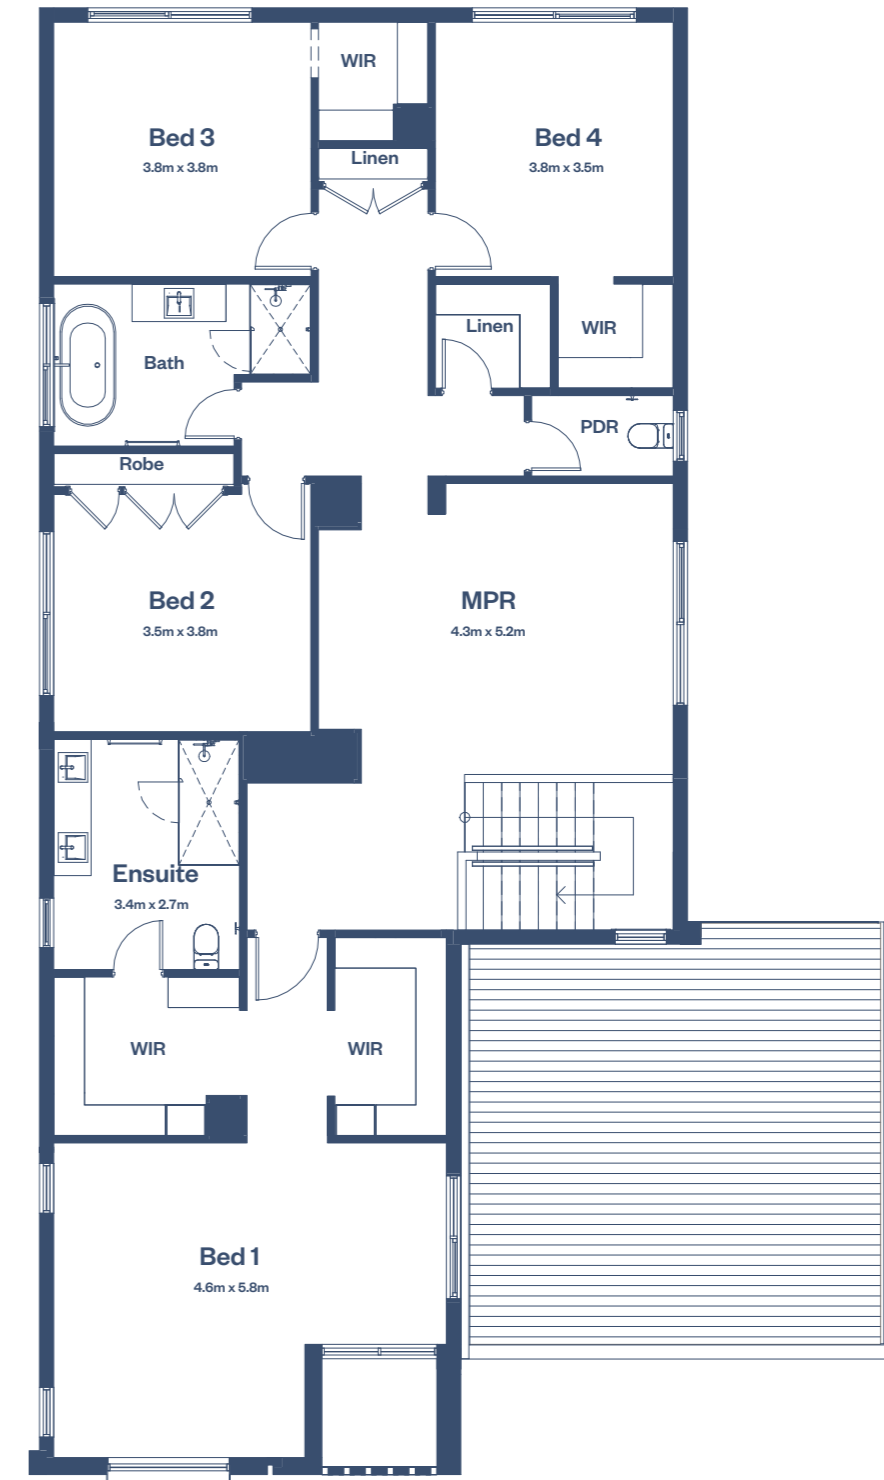 WIR
Bed 3
3.8m x 3.8m
Linen
Bed 4
3.8m x 3.5m
Bath
Linen
WIR
Robe
PDR
Bed 2
3.5m x 3.8m
MPR
4.3m x 5.2m
Ensuite
3.4m x 2.7m
WIR
WIR
Bed 1
4.6m x 5.8m